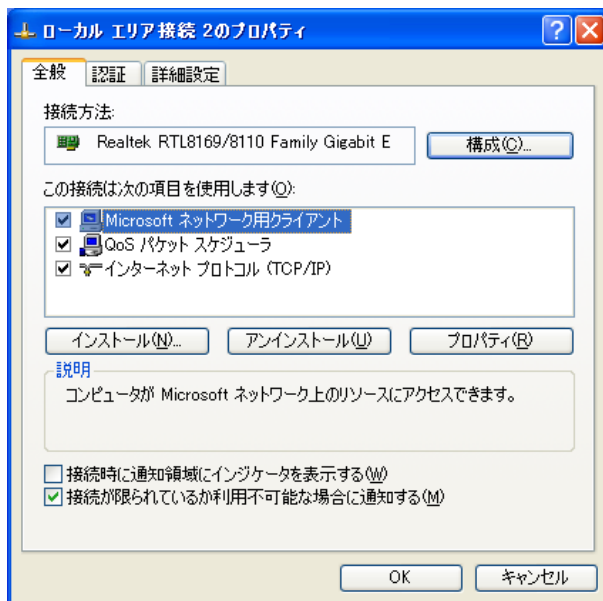 ローカル エリア接続 2のプロパティ
全般 認証 詳細設定
接続方法:
Realtek RTL8169/8110 Family Gigabit E 構成(C)...
この接続は次の項目を使用します(O):
Microsoft ネットワーク用クライアント
QoS パケット スケジューラ
インターネット プロトコル (TCP/IP)
インストール(N)... アンインストール(U) プロパティ(R)
説明
コンピュータが Microsoft ネットワーク上のリソースにアクセスできます。
接続時に通知領域にインジケータを表示する(W)
接続が限られているか利用不可能な場合に通知する(M)
OK キャンセル